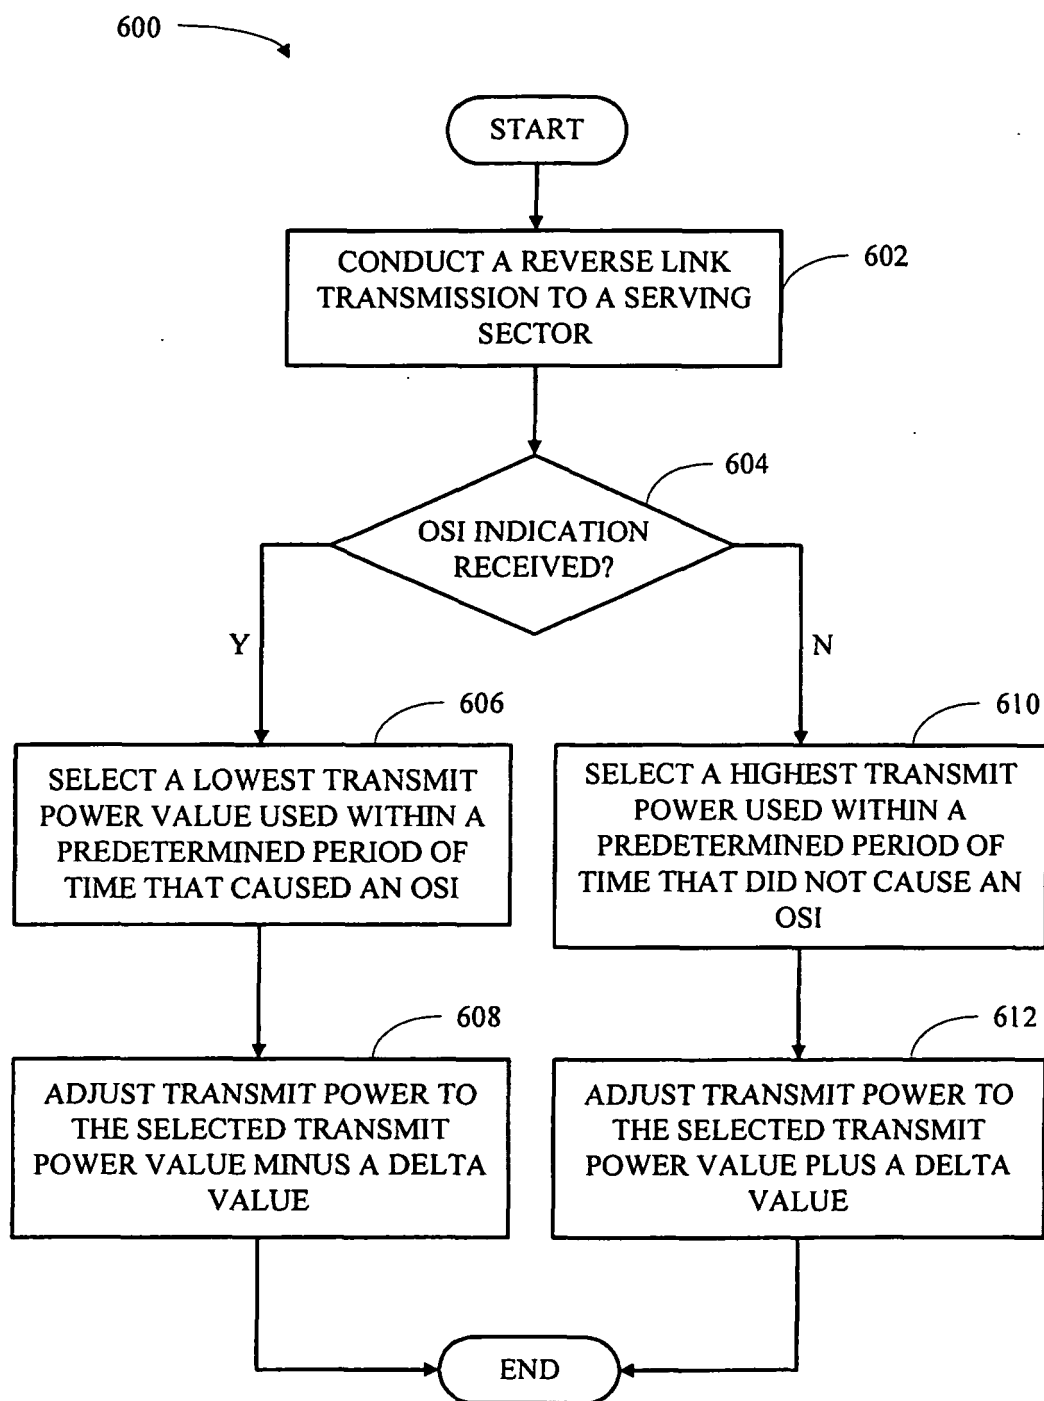 600
START
CONDUCT A REVERSE LINK
TRANSMISSION TO A SERVING
SECTOR
602
604
OSI INDICATION
RECEIVED?
Y
N
606
SELECT A LOWEST TRANSMIT
POWER VALUE USED WITHIN A
PREDETERMINED PERIOD OF
TIME THAT CAUSED AN OSI
610
SELECT A HIGHEST TRANSMIT
POWER USED WITHIN A
PREDETERMINED PERIOD OF
TIME THAT DID NOT CAUSE AN
OSI
608
ADJUST TRANSMIT POWER TO
THE SELECTED TRANSMIT
POWER VALUE MINUS A DELTA
VALUE
612
ADJUST TRANSMIT POWER TO
THE SELECTED TRANSMIT
POWER VALUE PLUS A DELTA
VALUE
END